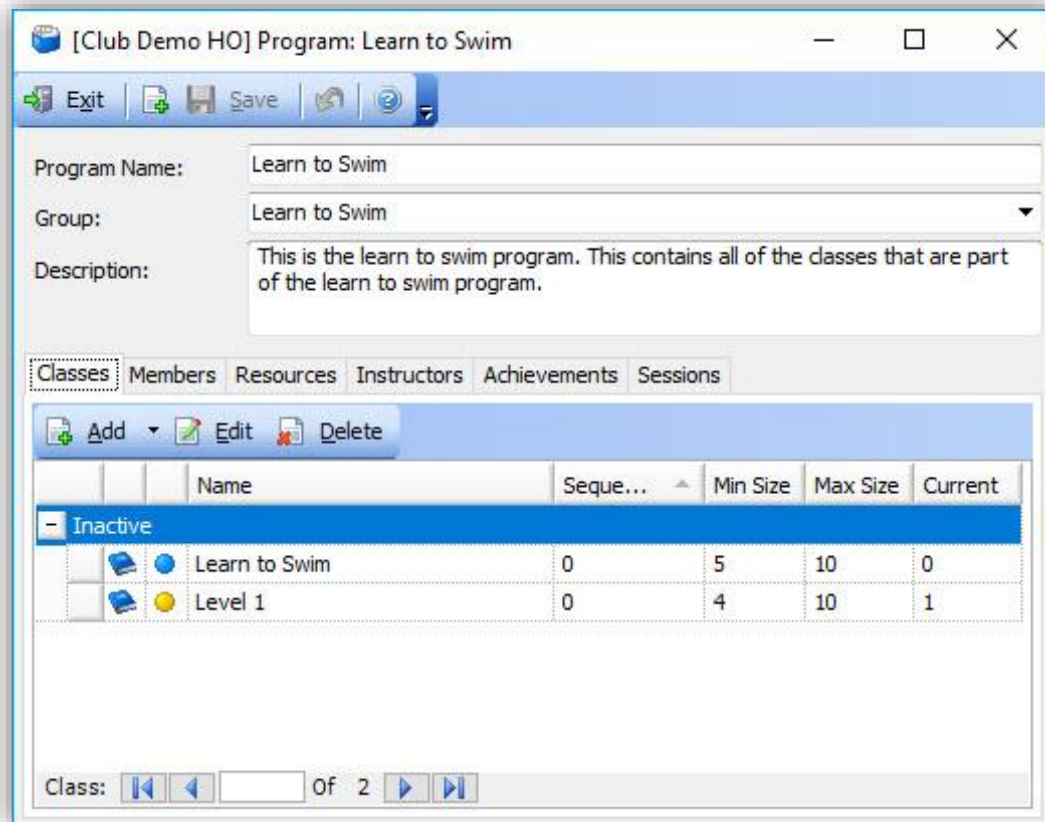 [Club Demo HO] Program: Learn to Swim
Exit Save
Program Name: Learn to Swim
Group: Learn to Swim
Description: This is the learn to swim program. This contains all of the classes that are part
of the learn to swim program.
Classes Members Resources Instructors Achievements Sessions
Add Edit Delete
Name Seque... Min Size Max Size Current
Inactive
Learn to Swim 0 5 10 0
Level 1 0 4 10 1
Class: Of 2